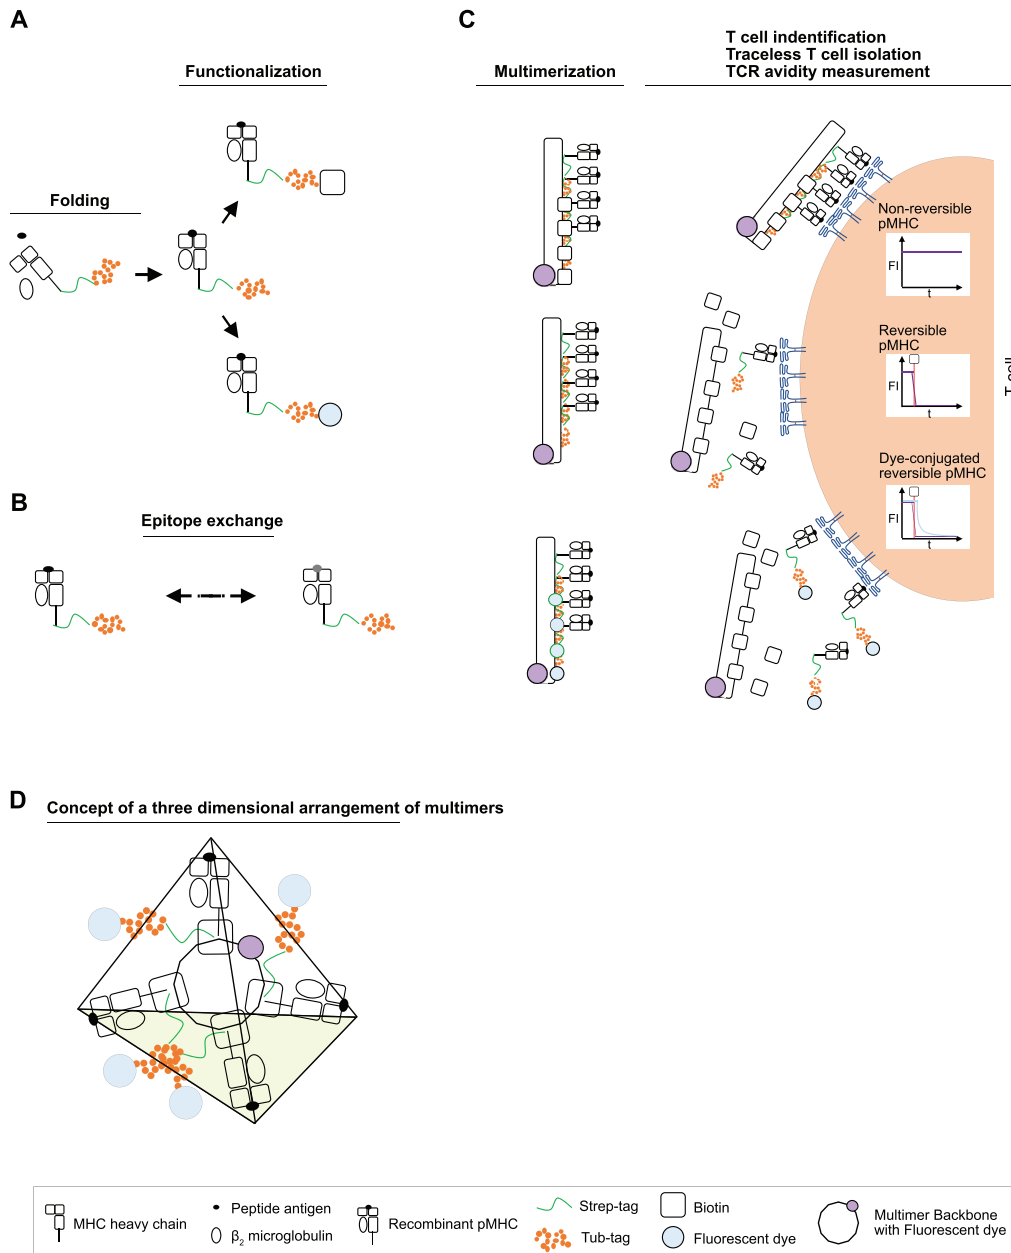 A
Functionalization
Folding
B
Epitope exchange
C
Multimerization
T cell indentification
Traceless T cell isolation
TCR avidity measurement
Non-reversible
pMHC
FI
t
Reversible
pMHC
FI
t
Dye-conjugated
reversible pMHC
FI
t
T cell
D
Concept of a three dimensional arrangement of multimers
MHC heavy chain
Peptide antigen
β2 microglobulin
Recombinant pMHC
Strep-tag
Tub-tag
Biotin
Fluorescent dye
Multimer Backbone
with Fluorescent dye